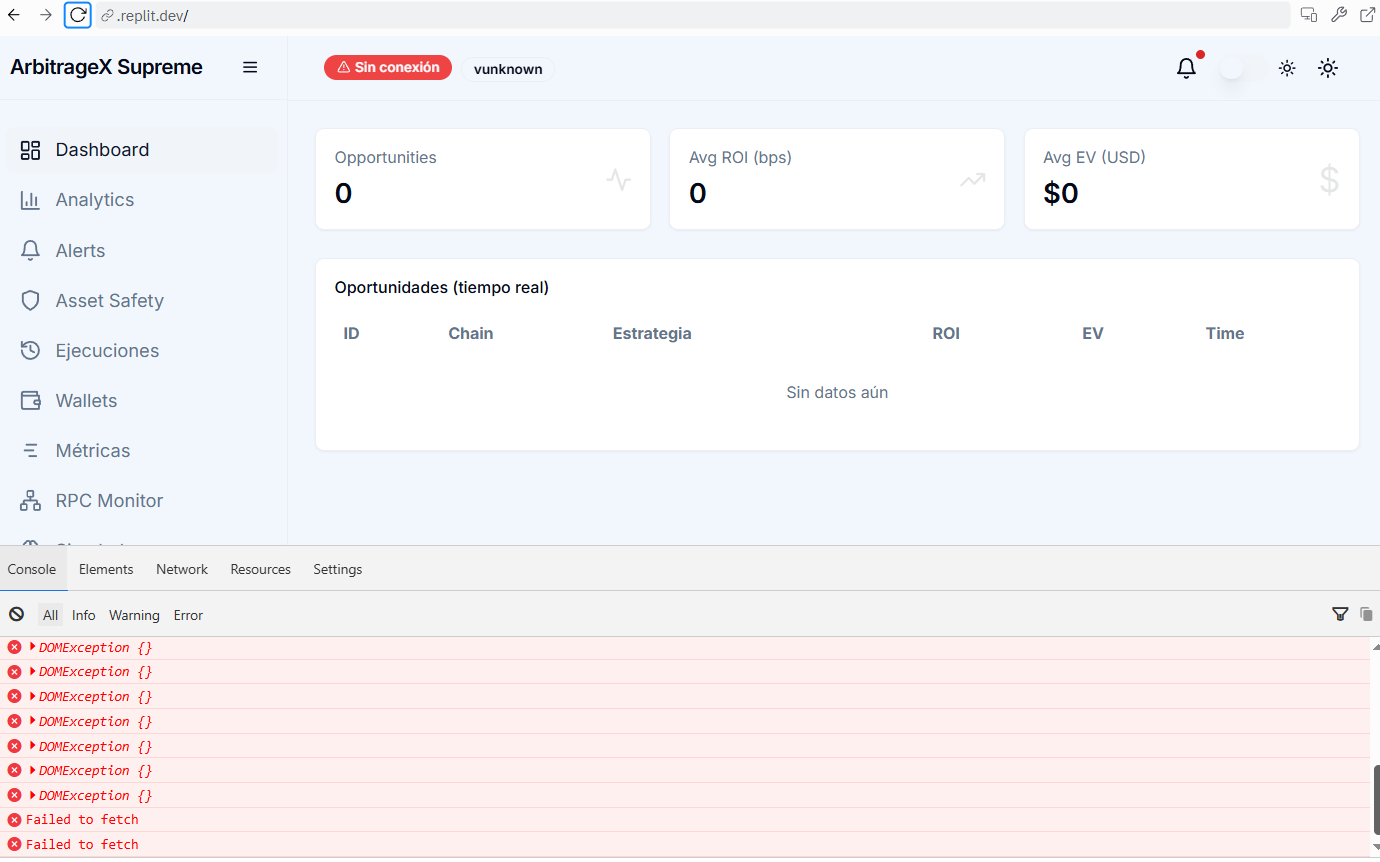 .replit.dev/
ArbitrageX Supreme
Sin conexión
vunknown
Dashboard
Analytics
Alerts
Asset Safety
Ejecuciones
Wallets
Métricas
RPC Monitor
Opportunities
0
Avg ROI (bps)
0
Avg EV (USD)
$0
Oportunidades (tiempo real)
ID Chain Estrategia ROI EV Time
Sin datos aún
Console Elements Network Resources Settings
All Info Warning Error
DOMException {}
DOMException {}
DOMException {}
DOMException {}
DOMException {}
DOMException {}
DOMException {}
Failed to fetch
Failed to fetch